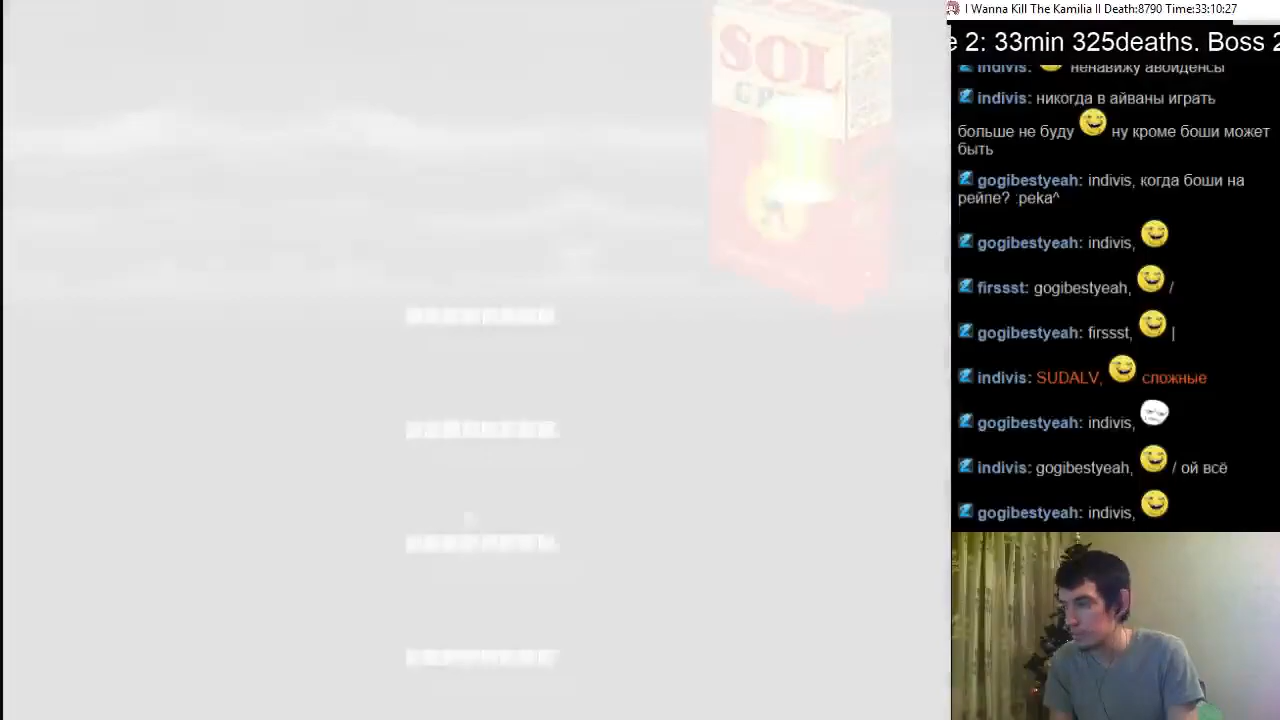 I Wanna Kill The Kamilia II Death:8790 Time:33:10:27
e 2: 33min 325deaths. Boss 2
indivis: ненавижу авоиденсы
indivis: никогда в айваны играть
больше не буду ну кроме боши может
быть
gogibestyeah: indivis, когда боши на
рейпе? :peka^
gogibestyeah: indivis,
firssst: gogibestyeah, /
gogibestyeah: firssst, |
indivis: SUDALV, сложные
gogibestyeah: indivis,
indivis: gogibestyeah, / ой всё
gogibestyeah: indivis,
SOL